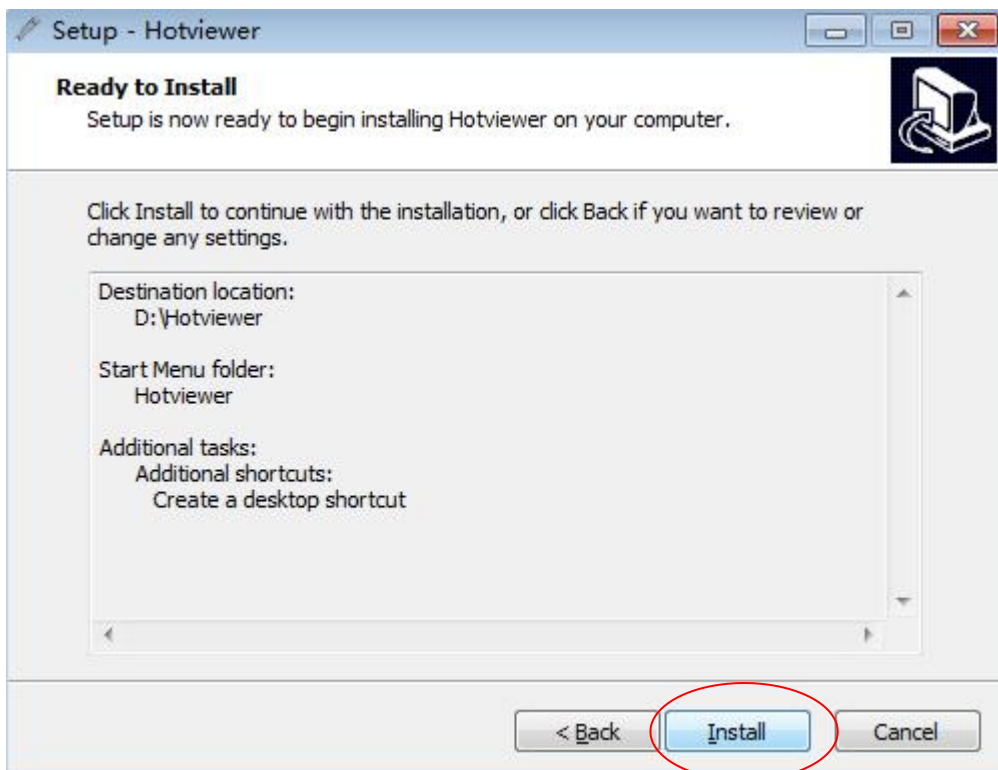 Setup - Hotviewer
Ready to Install
Setup is now ready to begin installing Hotviewer on your computer.
Click Install to continue with the installation, or click Back if you want to review or
change any settings.
Destination location:
D:\Hotviewer
Start Menu folder:
Hotviewer
Additional tasks:
Additional shortcuts:
Create a desktop shortcut
< Back
Install
Cancel